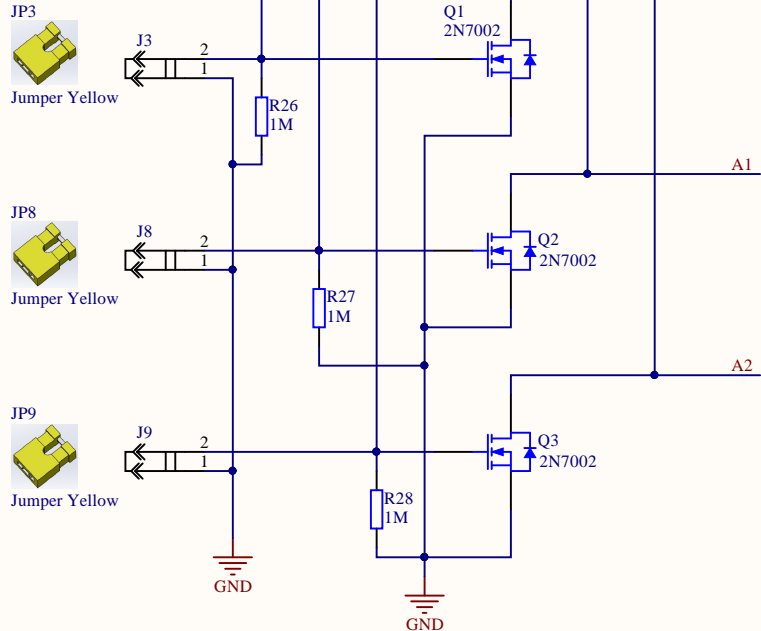 JP3
J3
2
1
Jumper Yellow
R26
1M
Q1
2N7002
A1
JP8
J8
2
1
Jumper Yellow
R27
1M
Q2
2N7002
A2
JP9
J9
2
1
Jumper Yellow
R28
1M
Q3
2N7002
GND
GND